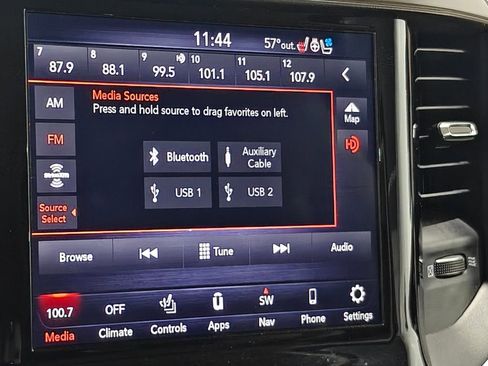 11:44
57°out.
7 8 9 10 11 12
87.9 88.1 99.5 101.1 105.1 107.9
AM
Media Sources
Press and hold source to drag favorites on left.
Map
FM
Bluetooth
Auxiliary
Cable
SiriusXM
USB 1
USB 2
Source
Select
Browse
Tune
Audio
100.7 OFF SW
Media Climate Controls Apps Nav Phone Settings